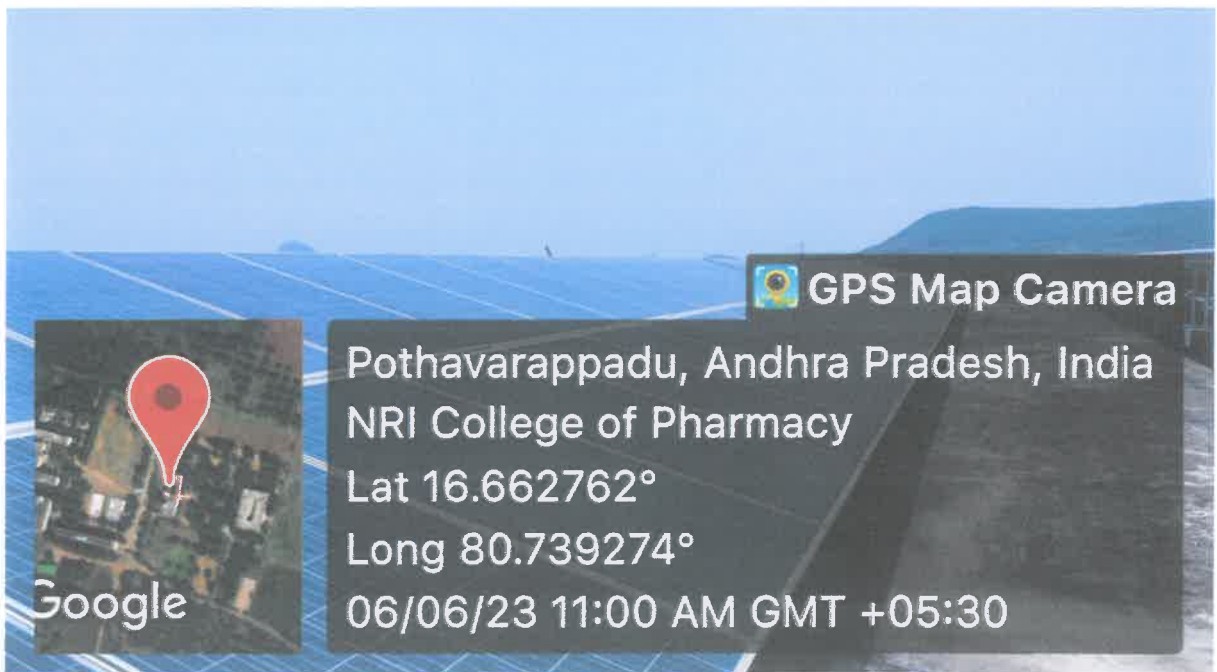 GPS Map Camera
Pothavarappadu, Andhra Pradesh, India
NRI College of Pharmacy
Lat 16.662762°
Long 80.739274°
06/06/23 11:00 AM GMT +05:30
Google